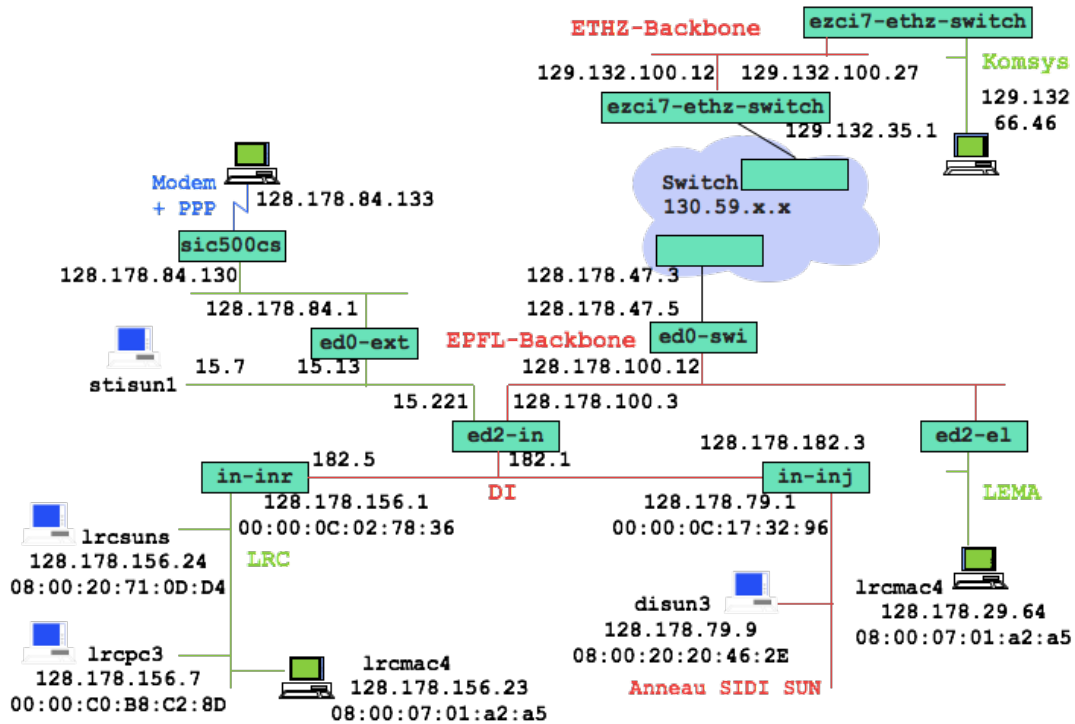 ezci7-ethz-switch
ETHZ-Backbone
129.132.100.12
129.132.100.27
Komsys
129.132
66.46
ezci7-ethz-switch
129.132.35.1
Switch
130.59.x.x
Modem
+ PPP
128.178.84.133
sic500cs
128.178.84.130
128.178.84.1
128.178.47.3
128.178.47.5
ed0-ext
EPFL-Backbone
ed0-swi
15.7
15.13
128.178.100.12
stisun1
15.221
128.178.100.3
ed2-in
ed2-el
182.5
182.1
128.178.182.3
in-inr
DI
in-inj
128.178.156.1
00:00:0C:02:78:36
128.178.79.1
00:00:0C:17:32:96
LEMA
lrcsuns
128.178.156.24
08:00:20:71:0D:D4
LRC
disun3
128.178.79.9
08:00:20:20:46:2E
lrcmac4
128.178.29.64
08:00:07:01:a2:a5
lrcpc3
128.178.156.7
00:00:C0:B8:C2:8D
lrcmac4
128.178.156.23
08:00:07:01:a2:a5
Anneau SIDI SUN